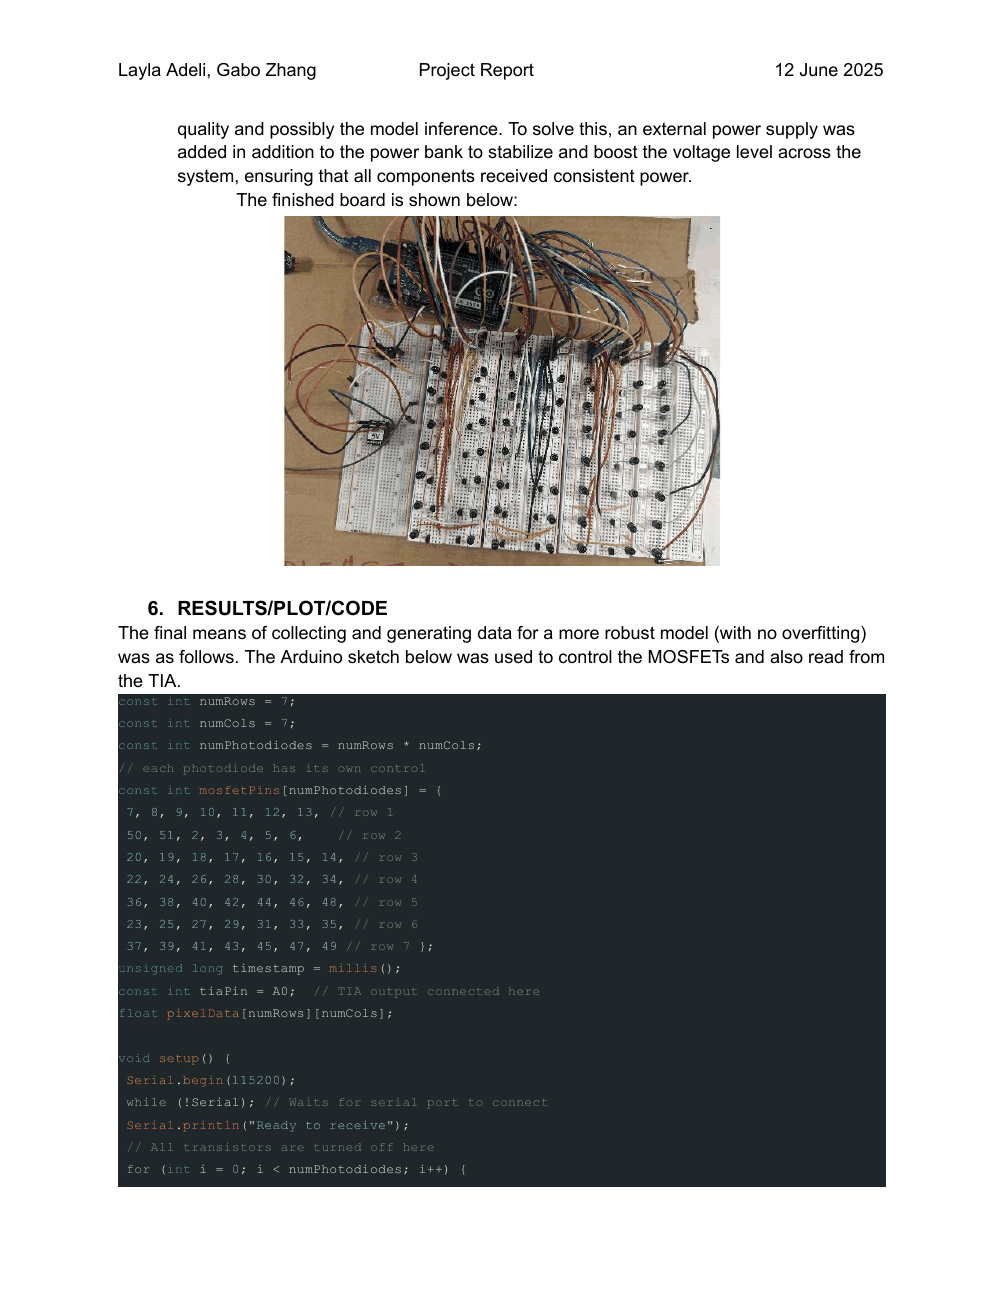 Layla Adeli, Gabo Zhang Project Report 12 June 2025
quality and possibly the model inference. To solve this, an external power supply was
added in addition to the power bank to stabilize and boost the voltage level across the
system, ensuring that all components received consistent power.
The finished board is shown below:
6. RESULTS/PLOT/CODE
The final means of collecting and generating data for a more robust model (with no overfitting)
was as follows. The Arduino sketch below was used to control the MOSFETs and also read from
the TIA.
const int numRows = 7;
const int numCols = 7;
const int numPhotodiodes = numRows * numCols;
// each photodiode has its own control
const int mosfetPins[numPhotodiodes] = {
7, 8, 9, 10, 11, 12, 13, // row 1
50, 51, 2, 3, 4, 5, 6, // row 2
20, 19, 18, 17, 16, 15, 14, // row 3
22, 24, 26, 28, 30, 32, 34, // row 4
36, 38, 40, 42, 44, 46, 48, // row 5
23, 25, 27, 29, 31, 33, 35, // row 6
37, 39, 41, 43, 45, 47, 49 // row 7 };
unsigned long timestamp = millis();
const int tiaPin = A0; // TIA output connected here
float pixelData[numRows][numCols];
void setup() {
Serial.begin(115200);
while (!Serial); // Waits for serial port to connect
Serial.println("Ready to receive");
// All transistors are turned off here
for (int i = 0; i < numPhotodiodes; i++) {